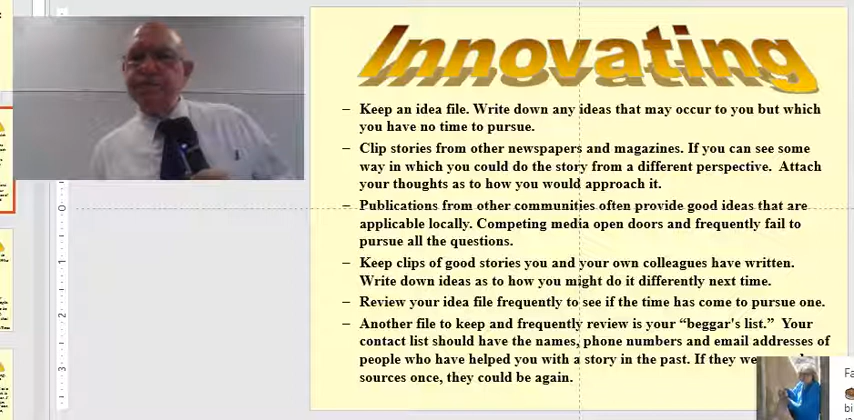 Innovating
– Keep an idea file. Write down any ideas that may occur to you but which
you have no time to pursue.
– Clip stories from other newspapers and magazines. If you can see some
way in which you could do the story from a different perspective. Attach
your thoughts as to how you would approach it.
– Publications from other communities often provide good ideas that are
applicable locally. Competing media open doors and frequently fail to
pursue all the questions.
– Keep clips of good stories you and your own colleagues have written.
Write down ideas as to how you might do it differently next time.
– Review your idea file frequently to see if the time has come to pursue one.
– Another file to keep and frequently review is your “beggar's list.” Your
contact list should have the names, phone numbers and email addresses of
people who have helped you with a story in the past. If they
sources once, they could be again.
0
1
2
3